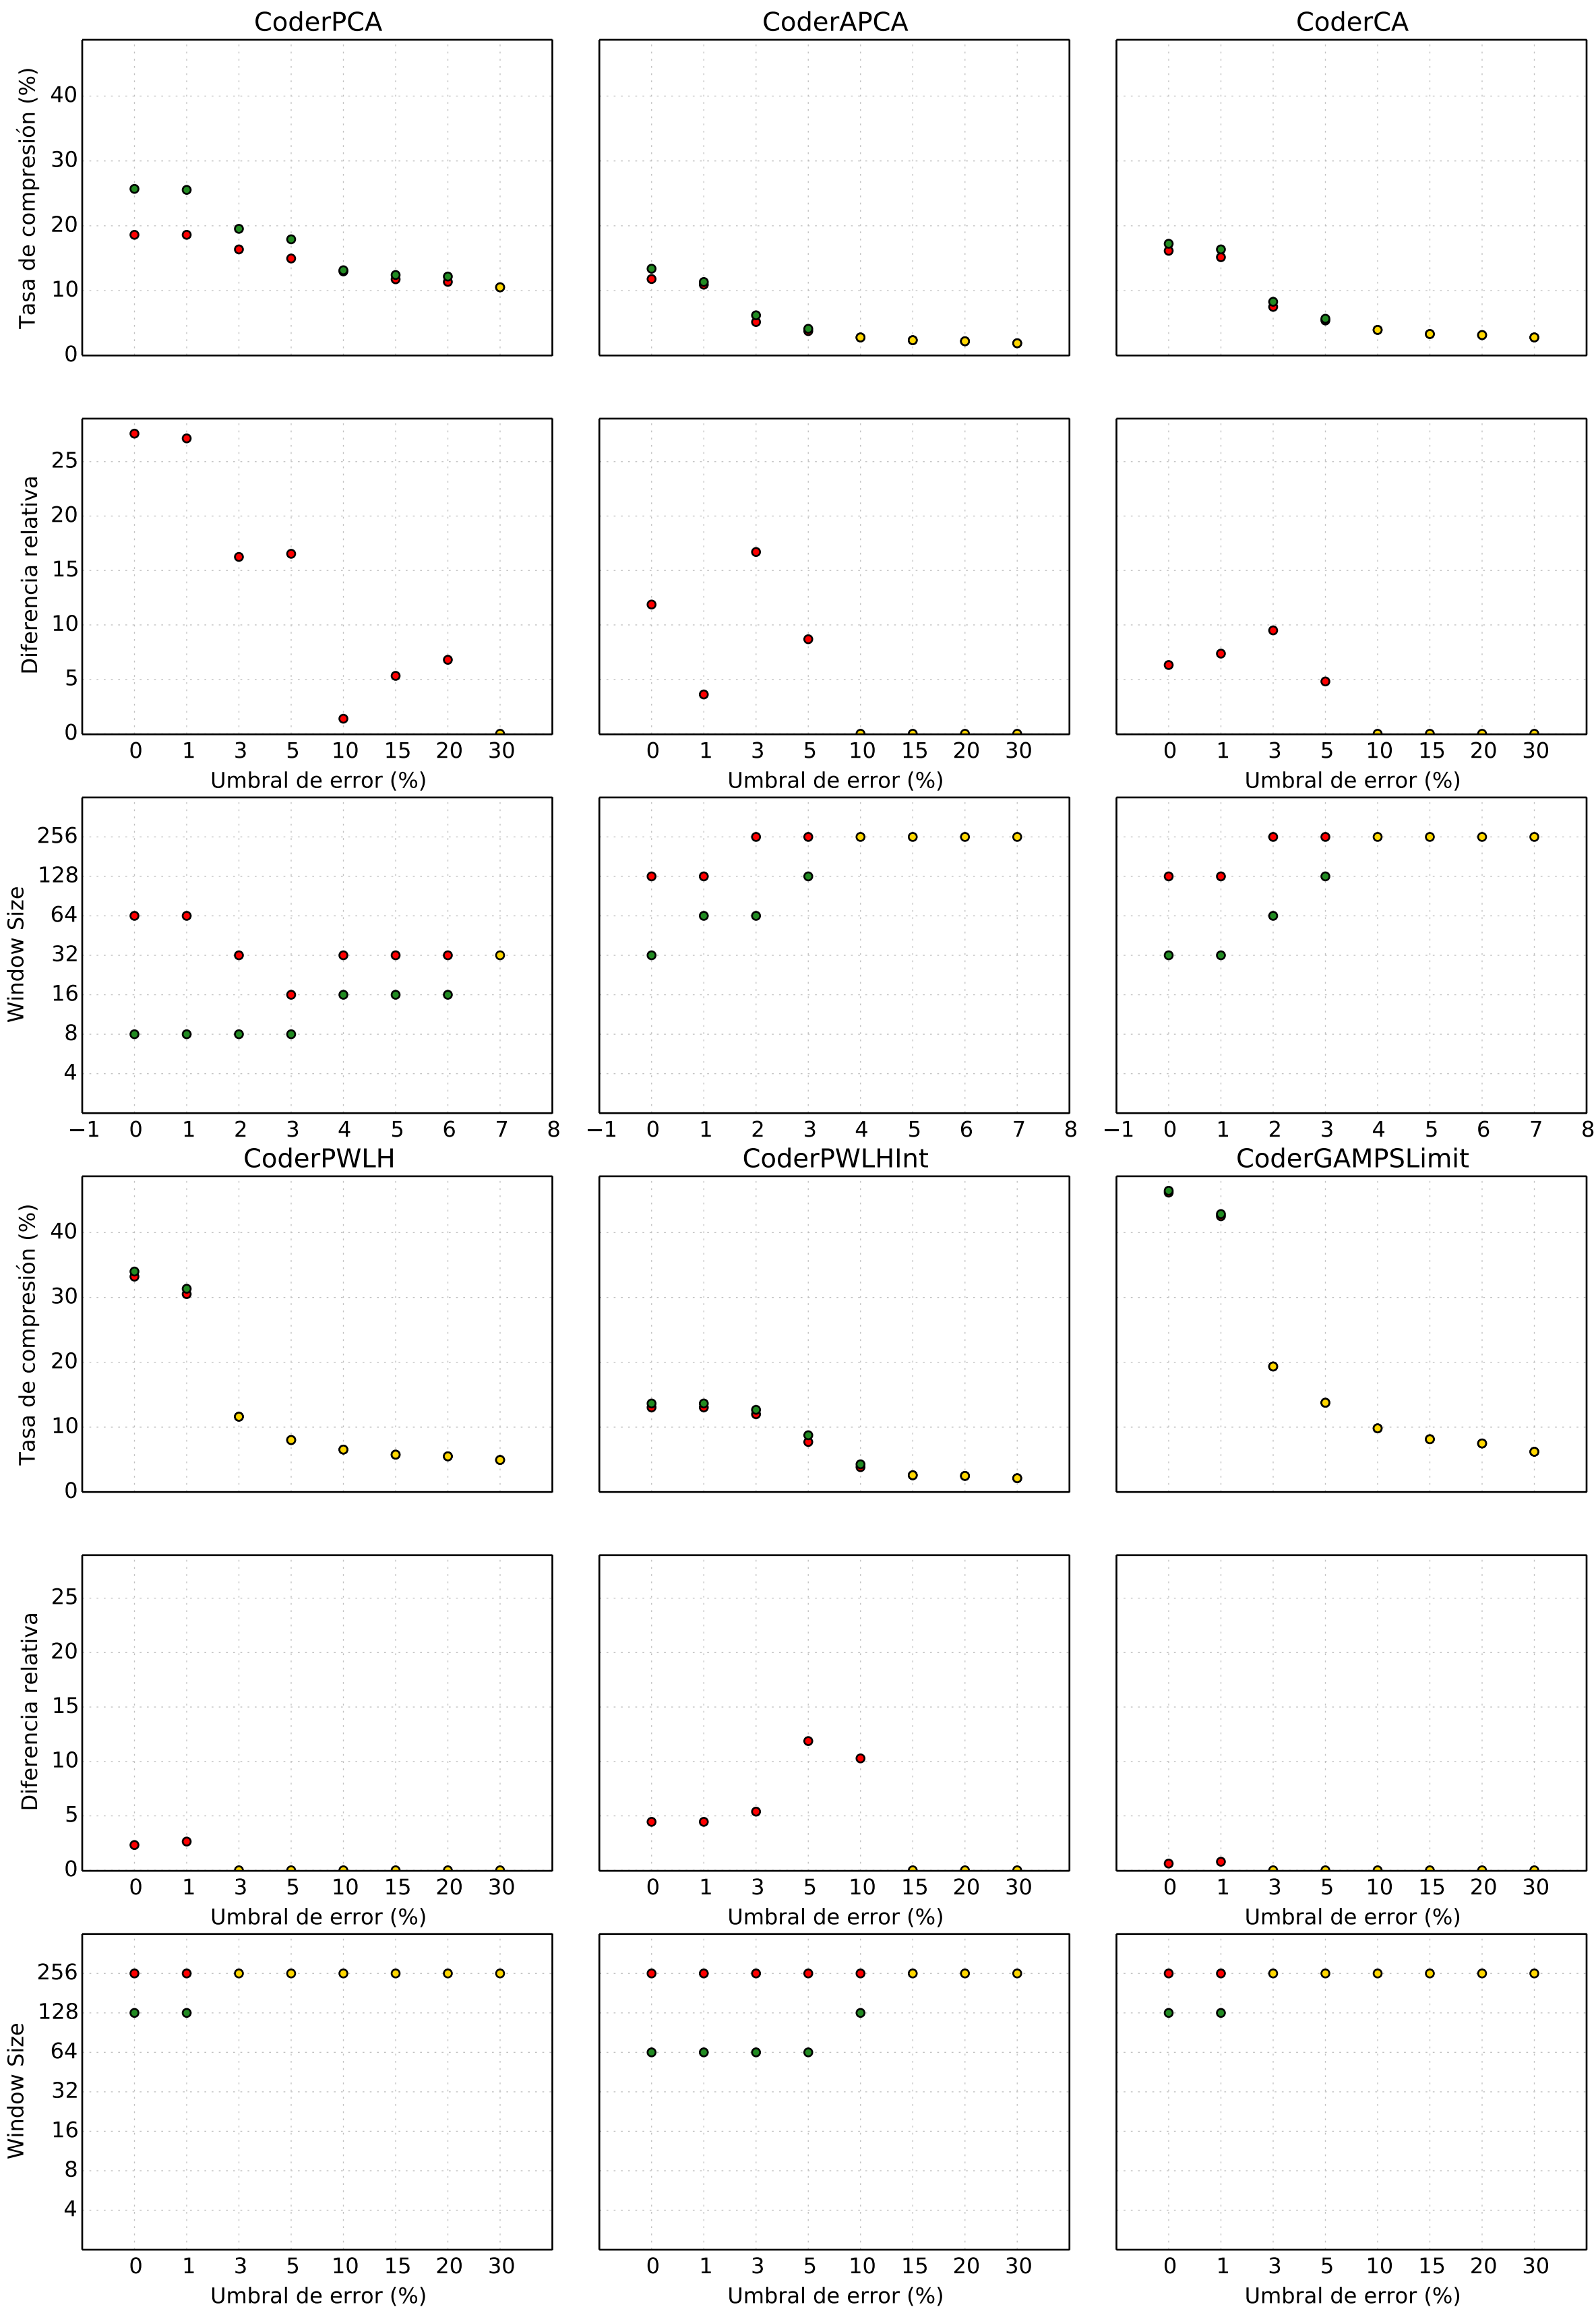 CoderPCA CoderAPCA CoderCA
Tasa de compresión (%)
40
30
20
10
0
Diferencia relativa
25
20
15
10
5
0
0 1 3 5 10 15 20 30 0 1 3 5 10 15 20 30 0 1 3 5 10 15 20 30
Umbral de error (%) Umbral de error (%) Umbral de error (%)
Window Size
256
128
64
32
16
8
4
−1 0 1 2 3 4 5 6 7 8 −1 0 1 2 3 4 5 6 7 8 −1 0 1 2 3 4 5 6 7 8
CoderPWLH CoderPWLHInt CoderGAMPSLimit
Tasa de compresión (%)
40
30
20
10
0
Diferencia relativa
25
20
15
10
5
0
0 1 3 5 10 15 20 30 0 1 3 5 10 15 20 30 0 1 3 5 10 15 20 30
Umbral de error (%) Umbral de error (%) Umbral de error (%)
Window Size
256
128
64
32
16
8
4
0 1 3 5 10 15 20 30 0 1 3 5 10 15 20 30 0 1 3 5 10 15 20 30
Umbral de error (%) Umbral de error (%) Umbral de error (%)